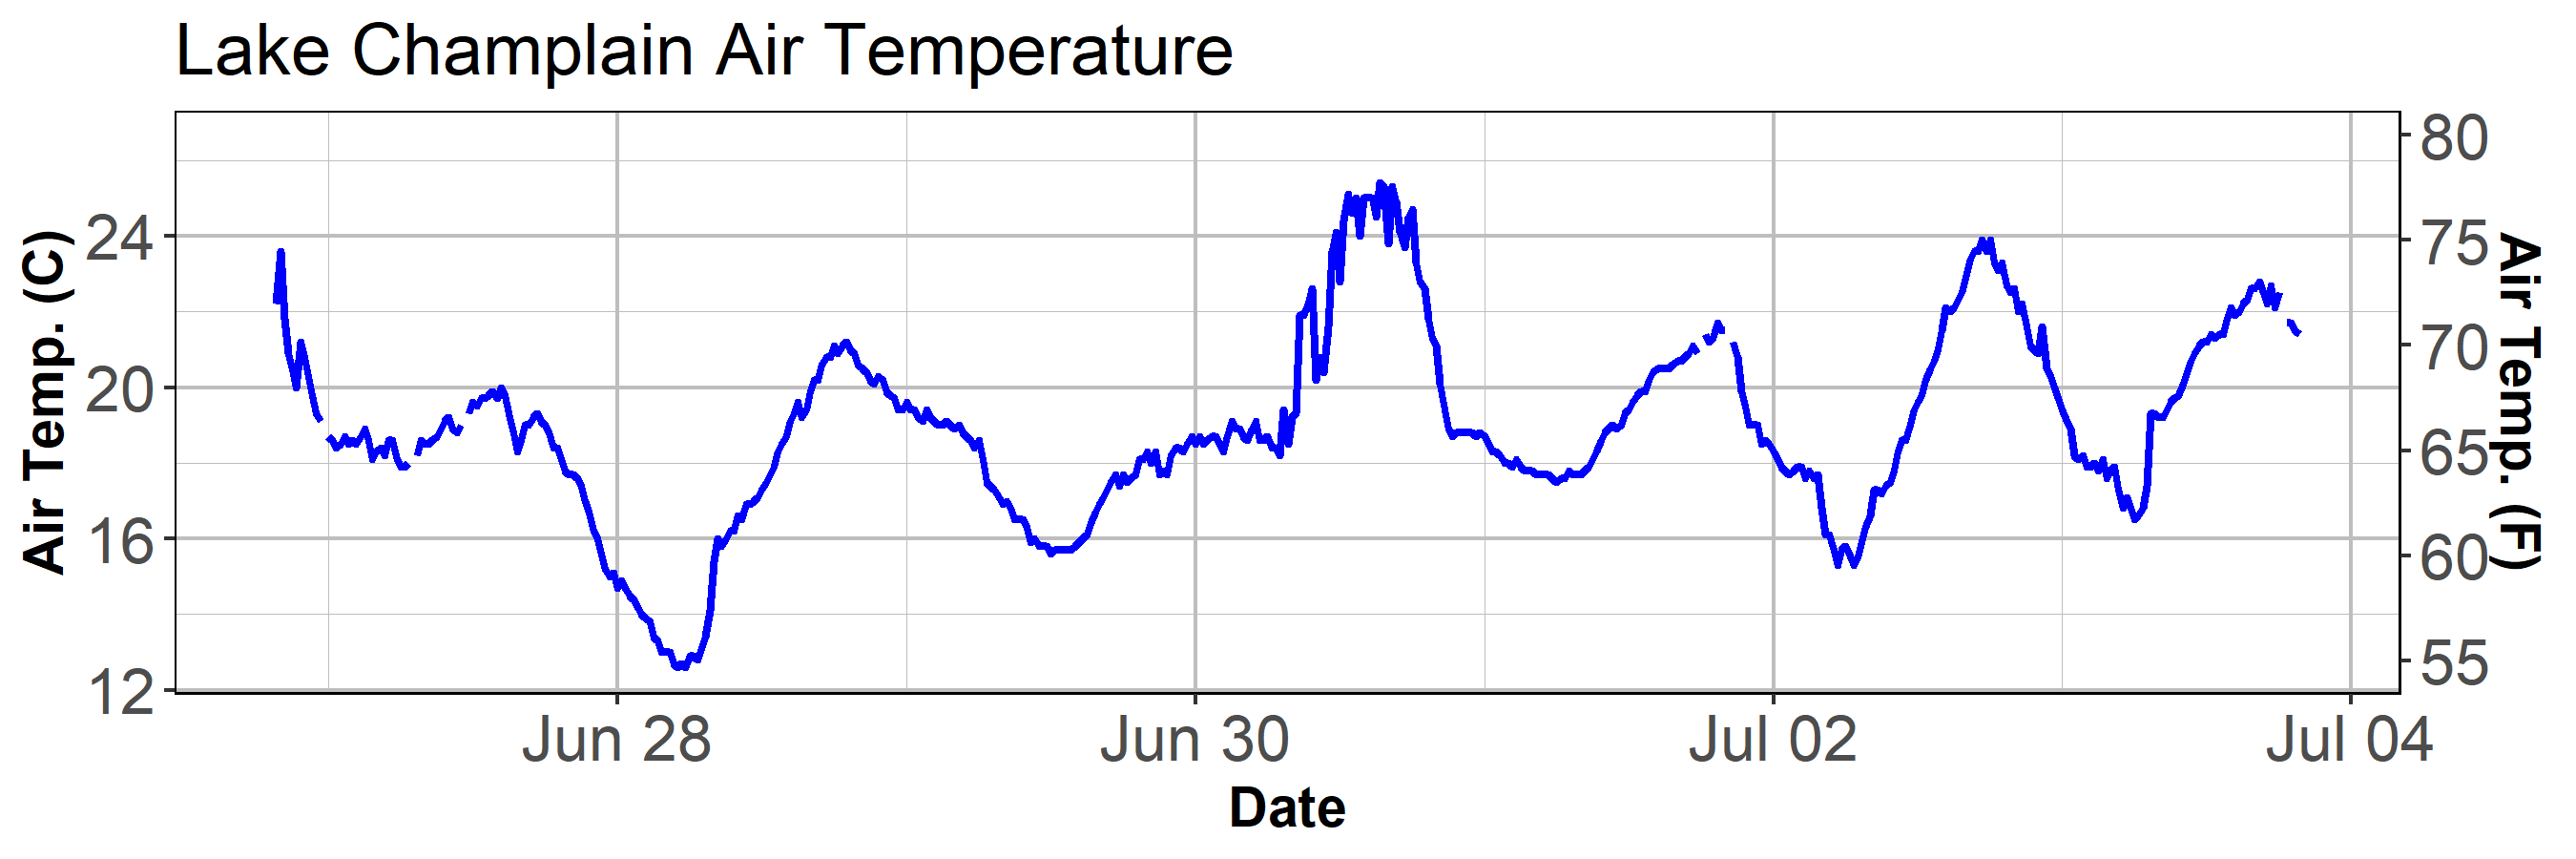 Lake Champlain Air Temperature
Air Temp. (C)
24
20
16
12
80
75
70
65
60
55
Air Temp. (F)
Jun 28
Jun 30
Jul 02
Jul 04
Date